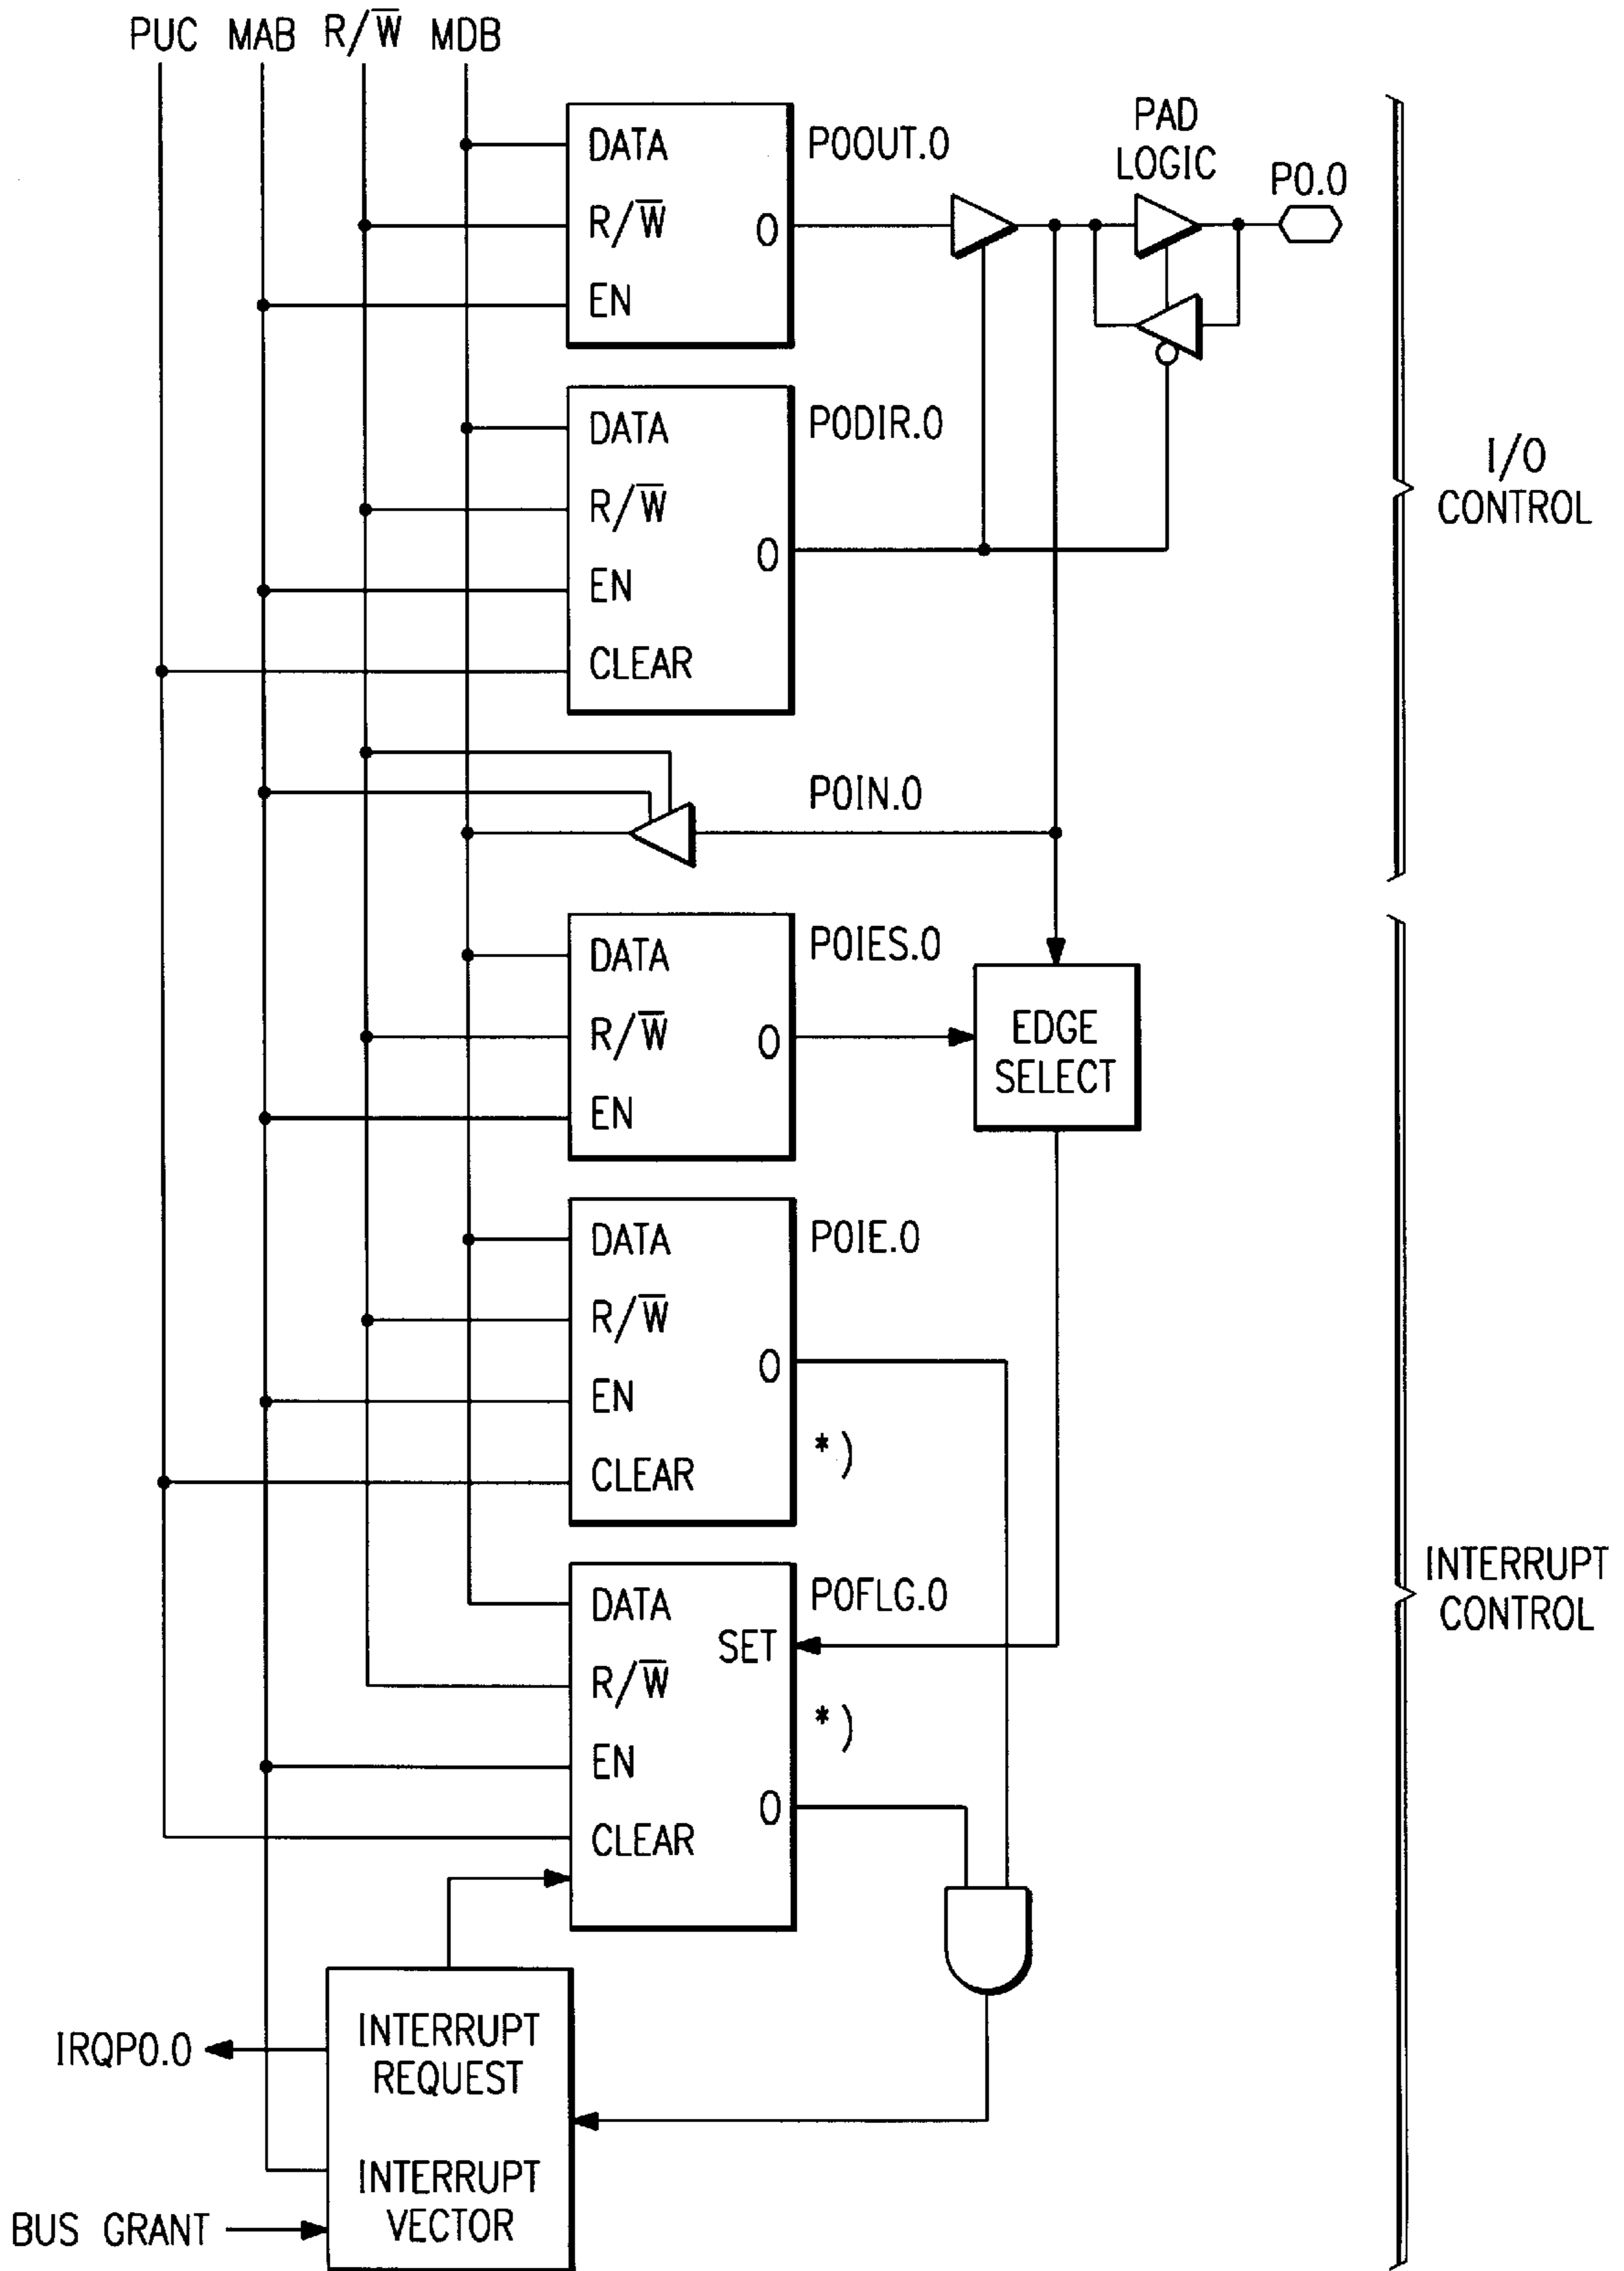 PUC MAB R/W̅ MDB
DATA
R/W̅
EN
0
P0OUT.0
PAD
LOGIC
P0.0
DATA
R/W̅
EN
CLEAR
0
P0DIR.0
I/O
CONTROL
P0IN.0
DATA
R/W̅
EN
0
P0IES.0
EDGE
SELECT
DATA
R/W̅
EN
CLEAR
0
P0IE.0
*)
DATA
SET
R/W̅
EN
0
CLEAR
P0FLG.0
*)
INTERRUPT
CONTROL
IRQP0.0
INTERRUPT
REQUEST
INTERRUPT
VECTOR
BUS GRANT